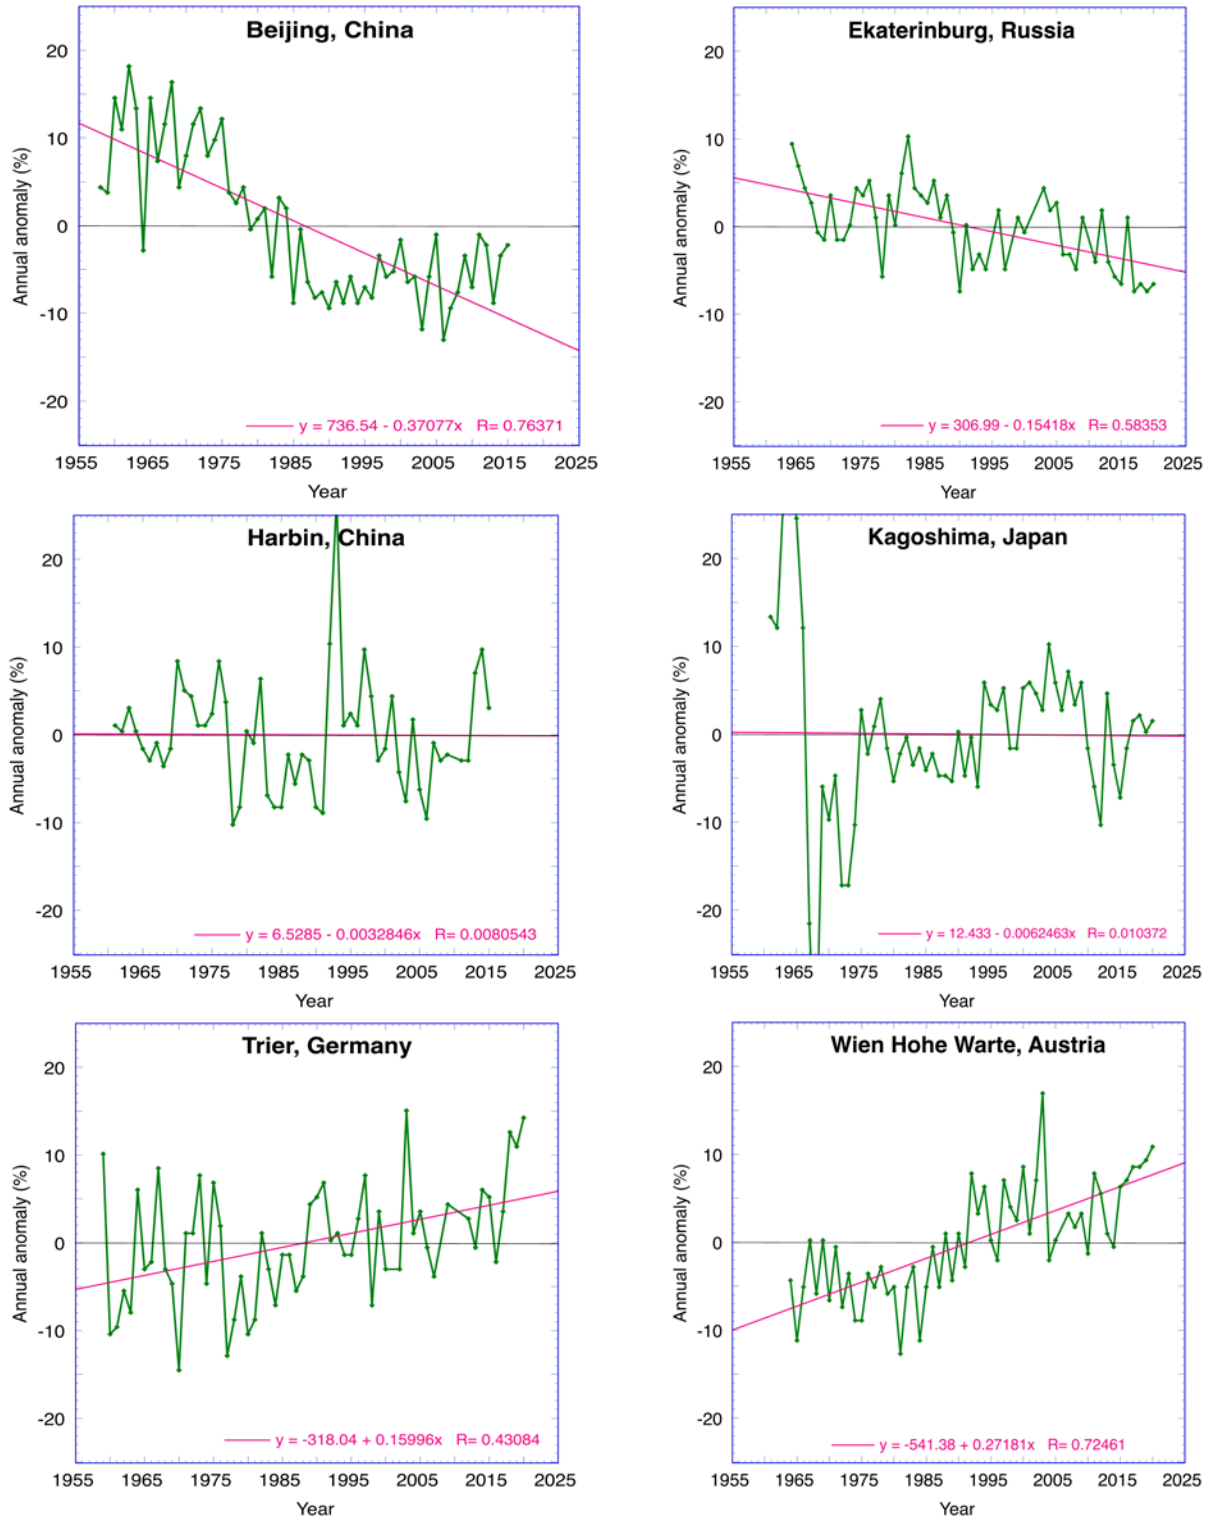 Beijing, China
20
10
0
-10
-20
Annual anomaly (%)
y = 736.54 - 0.37077x R= 0.76371
1955 1965 1975 1985 1995 2005 2015 2025
Year
Ekaterinburg, Russia
20
10
0
-10
-20
Annual anomaly (%)
y = 306.99 - 0.15418x R= 0.58353
1955 1965 1975 1985 1995 2005 2015 2025
Year
Harbin, China
20
10
0
-10
-20
Annual anomaly (%)
y = 6.5285 - 0.0032846x R= 0.0080543
1955 1965 1975 1985 1995 2005 2015 2025
Year
Kagoshima, Japan
20
10
0
-10
-20
Annual anomaly (%)
y = 12.433 - 0.0062463x R= 0.010372
1955 1965 1975 1985 1995 2005 2015 2025
Year
Trier, Germany
20
10
0
-10
-20
Annual anomaly (%)
y = -318.04 + 0.15996x R= 0.43084
1955 1965 1975 1985 1995 2005 2015 2025
Year
Wien Hohe Warte, Austria
20
10
0
-10
-20
Annual anomaly (%)
y = -541.38 + 0.27181x R= 0.72461
1955 1965 1975 1985 1995 2005 2015 2025
Year